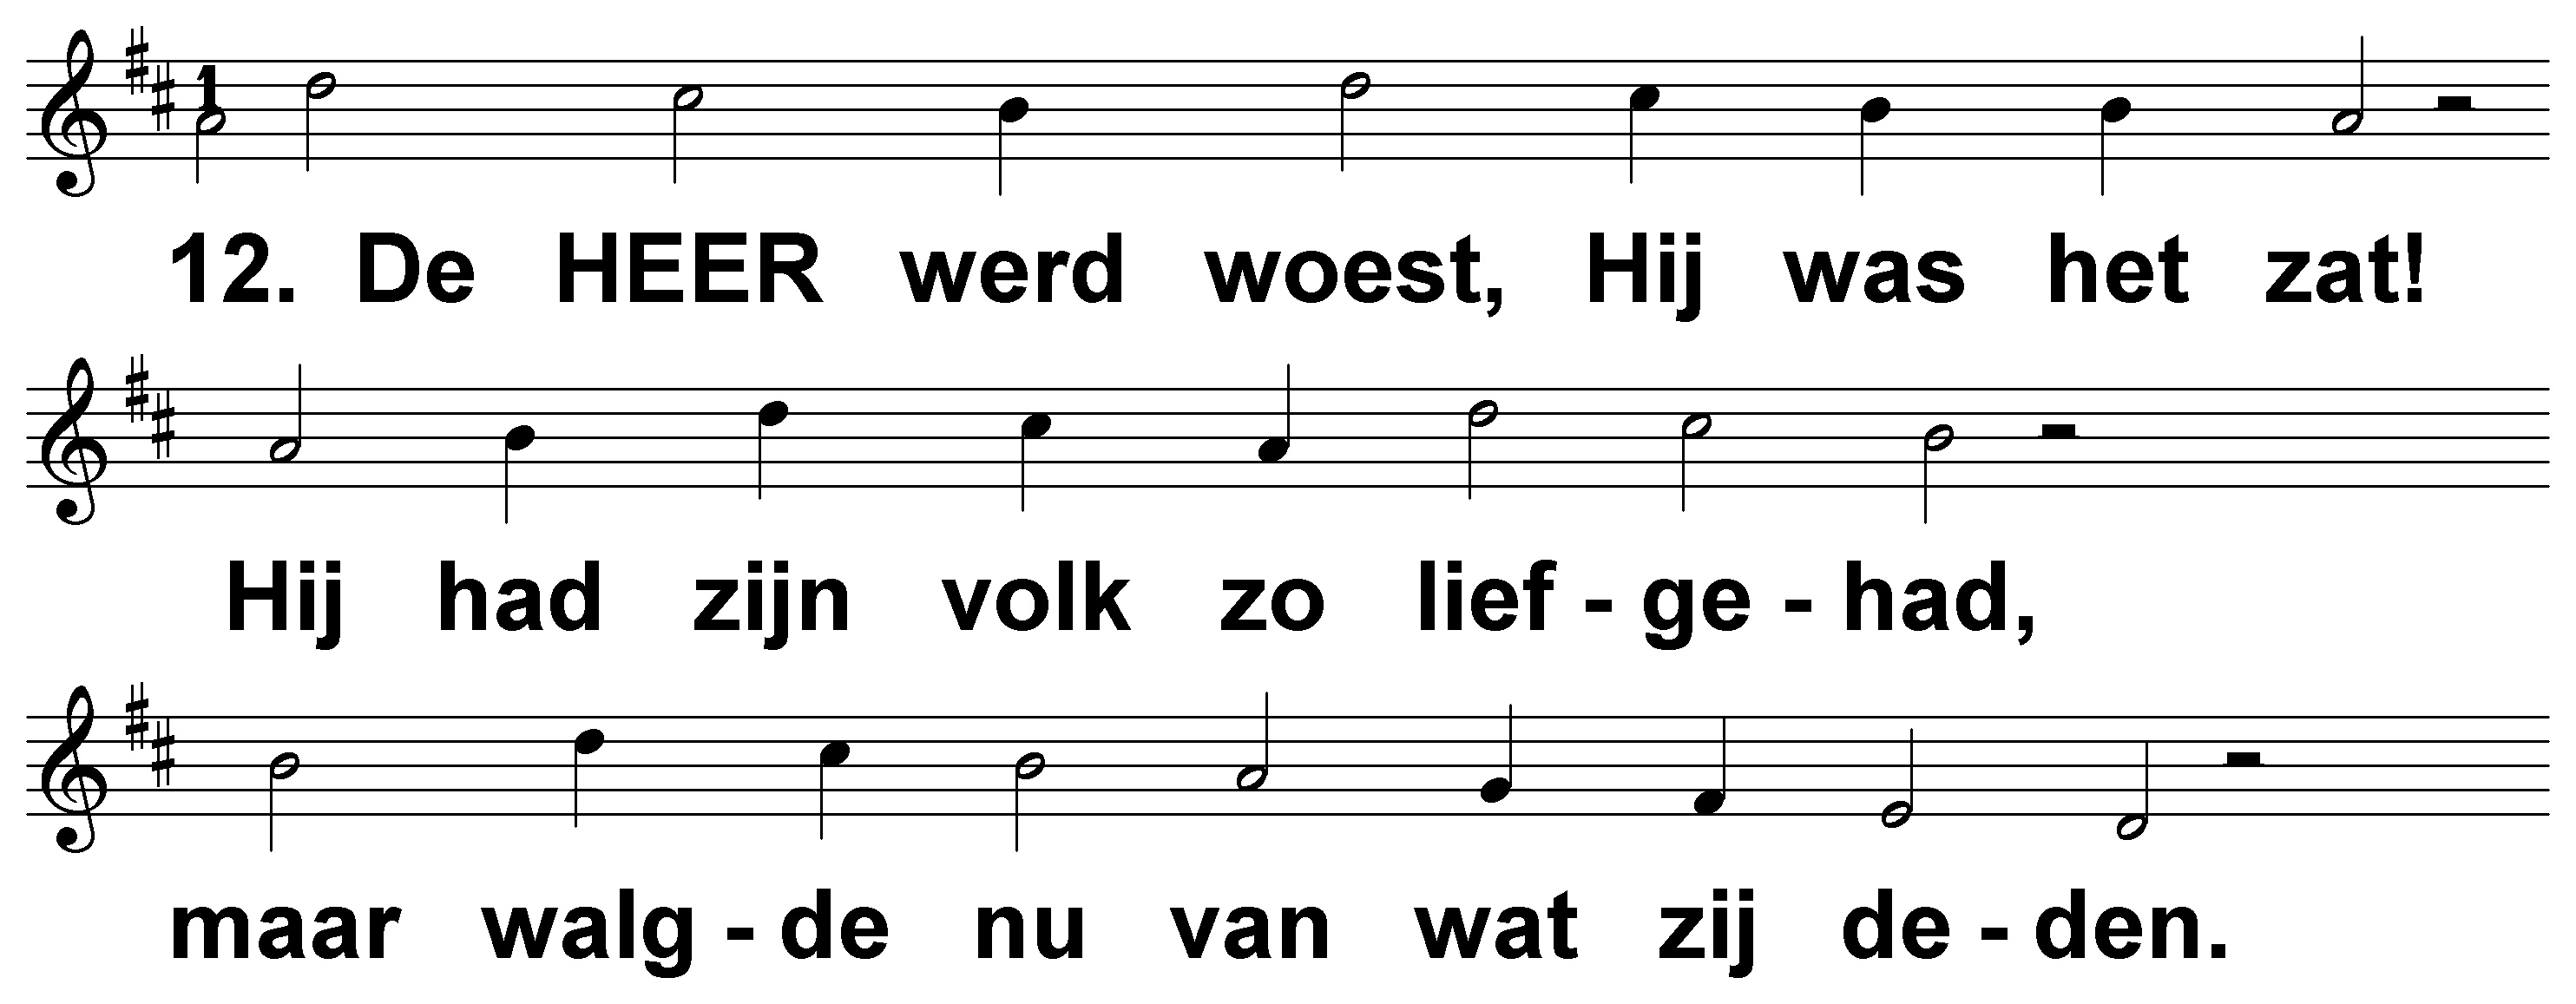 1
12. De HEER werd woest, Hij was het zat!
Hij had zijn volk zo lief - ge - had,
maar walg - de nu van wat zij de - den.